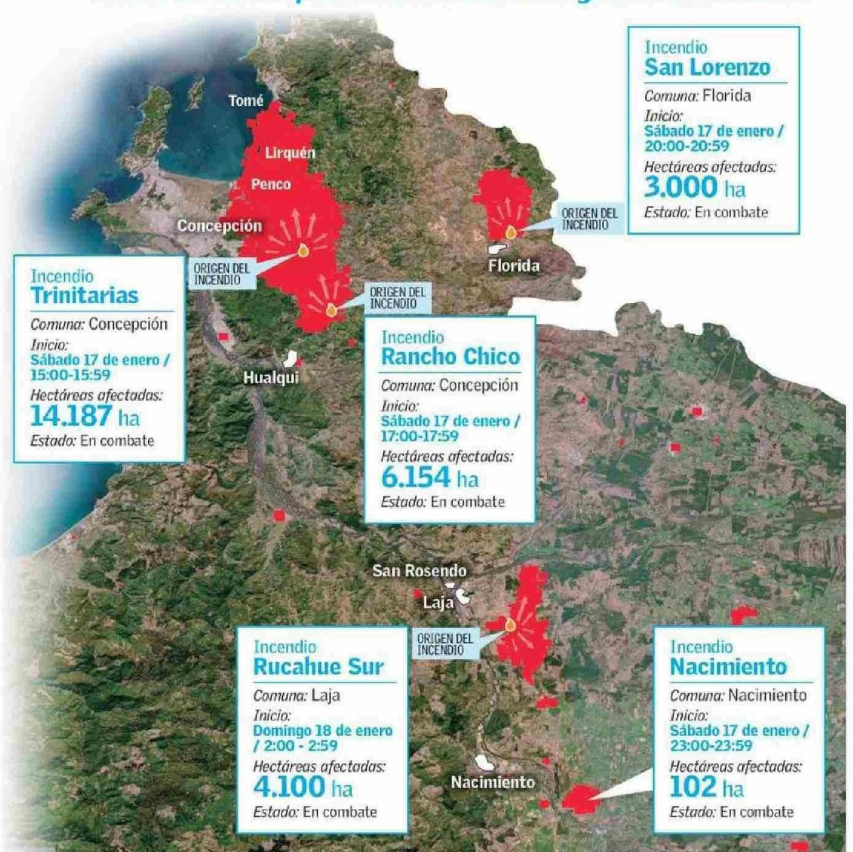 Incendio
San Lorenzo
Comuna: Florida
Inicio:
Sábado 17 de enero /
20:00-20:59
Hectáreas afectadas:
3.000 ha
Estado: En combate
Tomé
Lirquén
Penco
Concepción
ORIGEN DEL
INCENDIO
Florida
ORIGEN DEL
INCENDIO
ORIGEN DEL
INCENDIO
Incendio
Trinitarias
Comuna: Concepción
Inicio:
Sábado 17 de enero /
15:00-15:59
Hectáreas afectadas:
14.187 ha
Estado: En combate
Hualqui
Incendio
Rancho Chico
Comuna: Concepción
Inicio:
Sábado 17 de enero /
17:00-17:59
Hectáreas afectadas:
6.154 ha
Estado: En combate
San Rosendo
Laja
ORIGEN DEL
INCENDIO
Incendio
Rucahue Sur
Comuna: Laja
Inicio:
Domingo 18 de enero
/ 2:00 - 2:59
Hectáreas afectadas:
4.100 ha
Estado: En combate
Nacimiento
Incendio
Nacimiento
Comuna: Nacimiento
Inicio:
Sábado 17 de enero /
23:00-23:59
Hectáreas afectadas:
102 ha
Estado: En combate